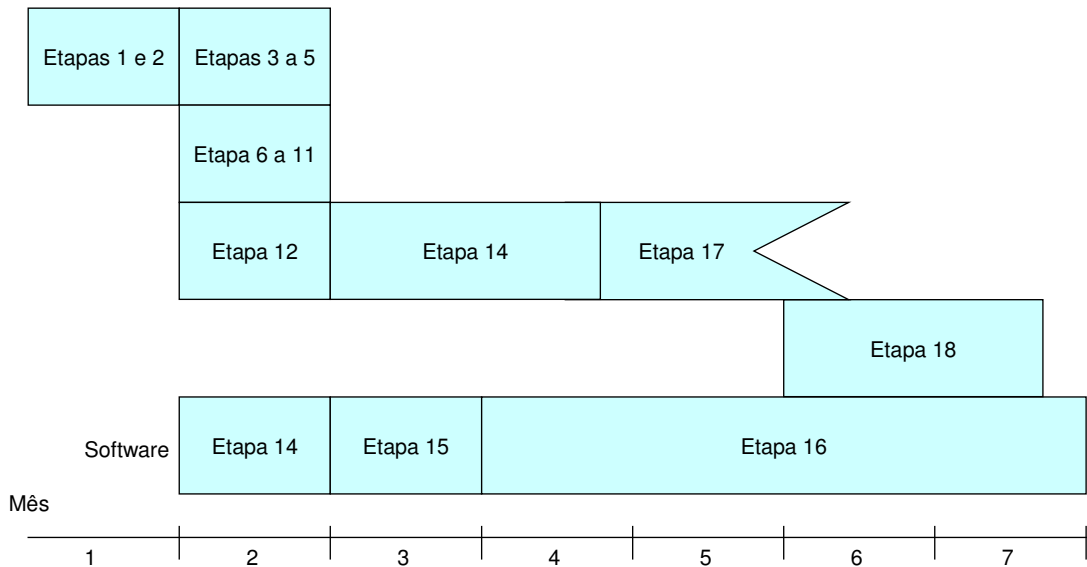 Etapas 1 e 2
Etapas 3 a 5
Etapa 6 a 11
Etapa 12
Etapa 14
Etapa 17
Etapa 18
Software
Etapa 14
Etapa 15
Etapa 16
Mês
1
2
3
4
5
6
7